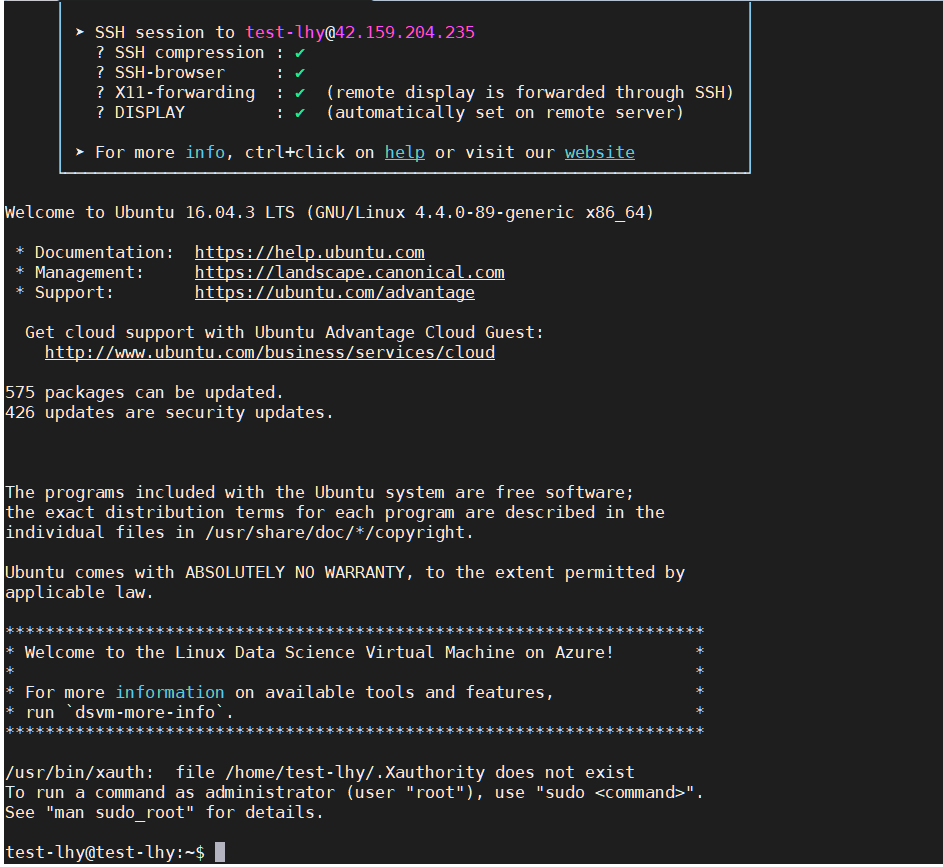 ➤ SSH session to test-lhy@42.159.204.235
? SSH compression : ✔
? SSH-browser     : ✔
? X11-forwarding  : ✔  (remote display is forwarded through SSH)
? DISPLAY         : ✔  (automatically set on remote server)
➤ For more info, ctrl+click on help or visit our website
Welcome to Ubuntu 16.04.3 LTS (GNU/Linux 4.4.0-89-generic x86_64)
* Documentation:  https://help.ubuntu.com
* Management:     https://landscape.canonical.com
* Support:        https://ubuntu.com/advantage
Get cloud support with Ubuntu Advantage Cloud Guest:
http://www.ubuntu.com/business/services/cloud
575 packages can be updated.
426 updates are security updates.
The programs included with the Ubuntu system are free software;
the exact distribution terms for each program are described in the
individual files in /usr/share/doc/*/copyright.
Ubuntu comes with ABSOLUTELY NO WARRANTY, to the extent permitted by
applicable law.
**********************************************************************
* Welcome to the Linux Data Science Virtual Machine on Azure!        *
*                                                                    *
* For more information on available tools and features,              *
* run `dsvm-more-info`.                                              *
**********************************************************************
/usr/bin/xauth:  file /home/test-lhy/.Xauthority does not exist
To run a command as administrator (user "root"), use "sudo <command>".
See "man sudo_root" for details.
test-lhy@test-lhy:~$